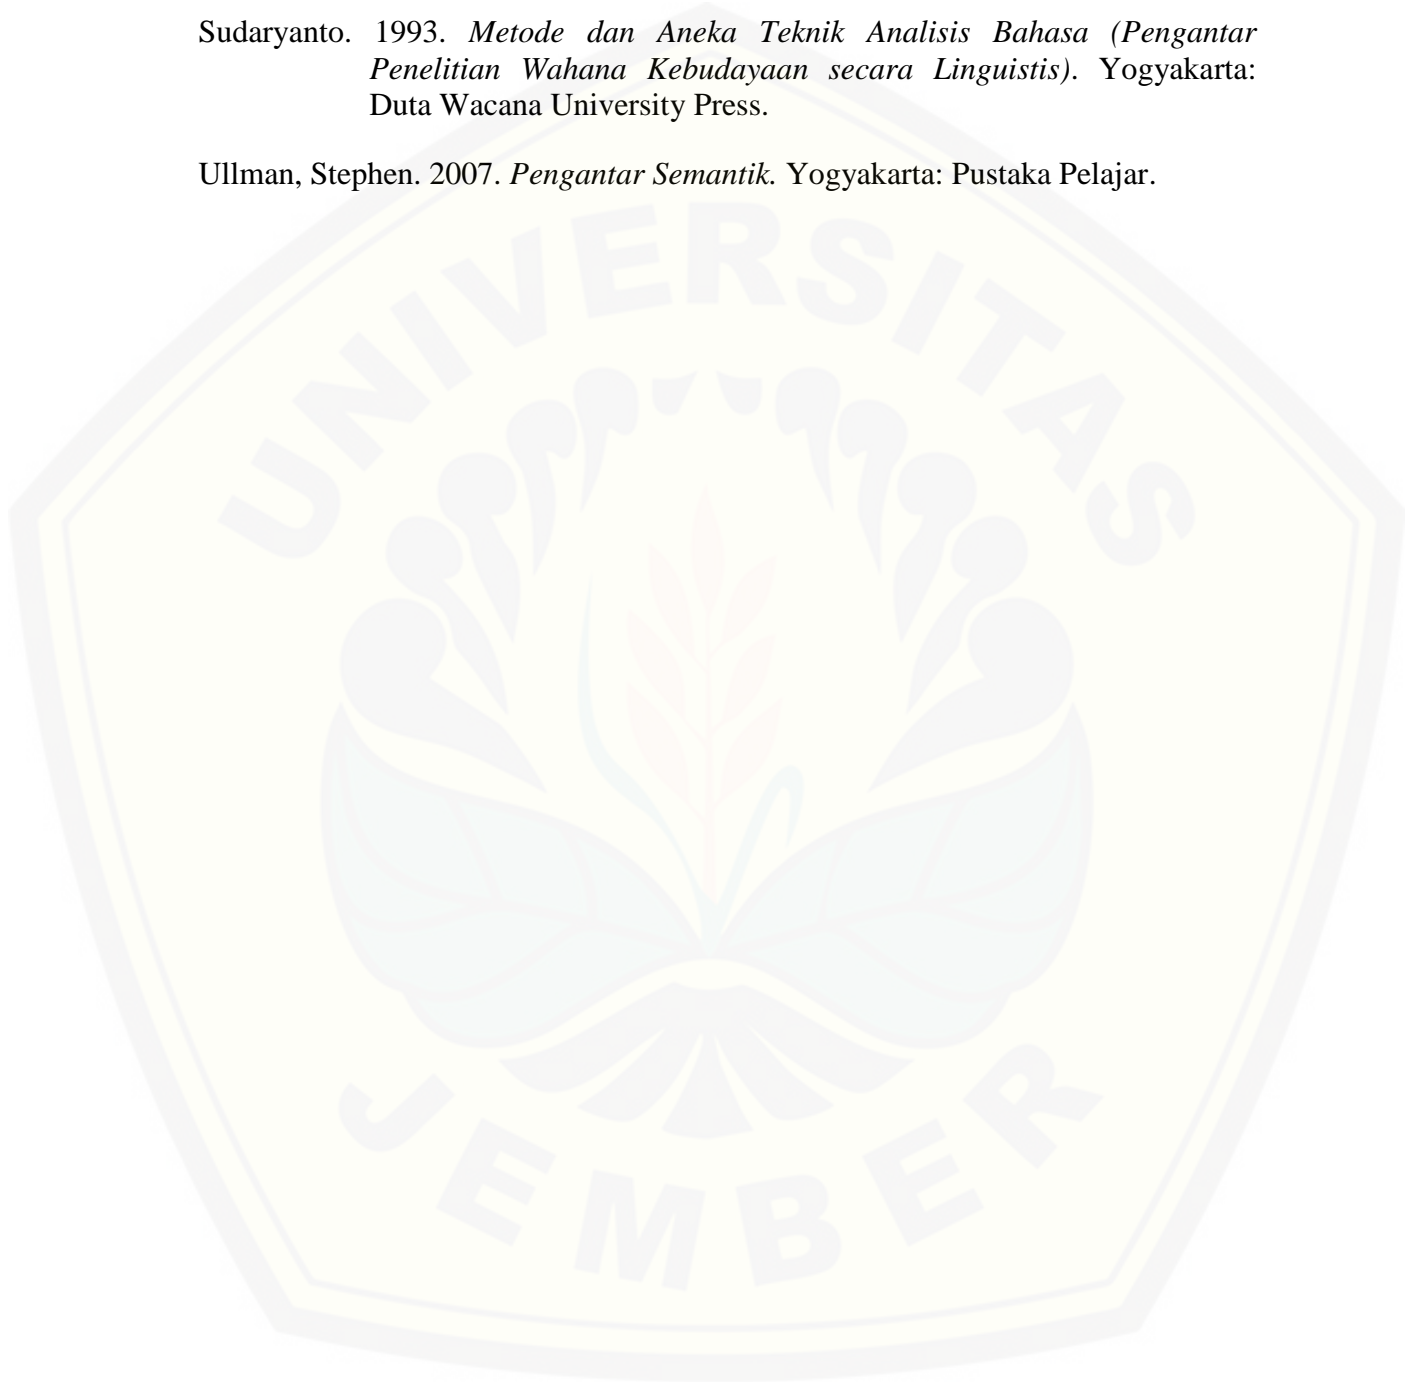 Sudaryanto. 1993. Metode dan Aneka Teknik Analisis Bahasa (Pengantar
Penelitian Wahana Kebudayaan secara Linguistis). Yogyakarta:
Duta Wacana University Press.
Ullman, Stephen. 2007. Pengantar Semantik. Yogyakarta: Pustaka Pelajar.
UNIVERSITAS
JEMBER